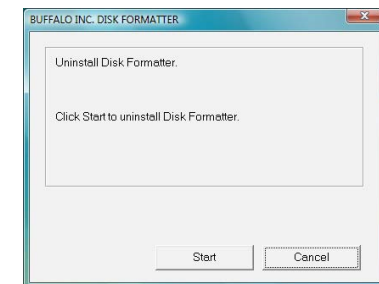 BUFFALO INC. DISK FORMATTER
Uninstall Disk Formatter.
Click Start to uninstall Disk Formatter.
Start
Cancel